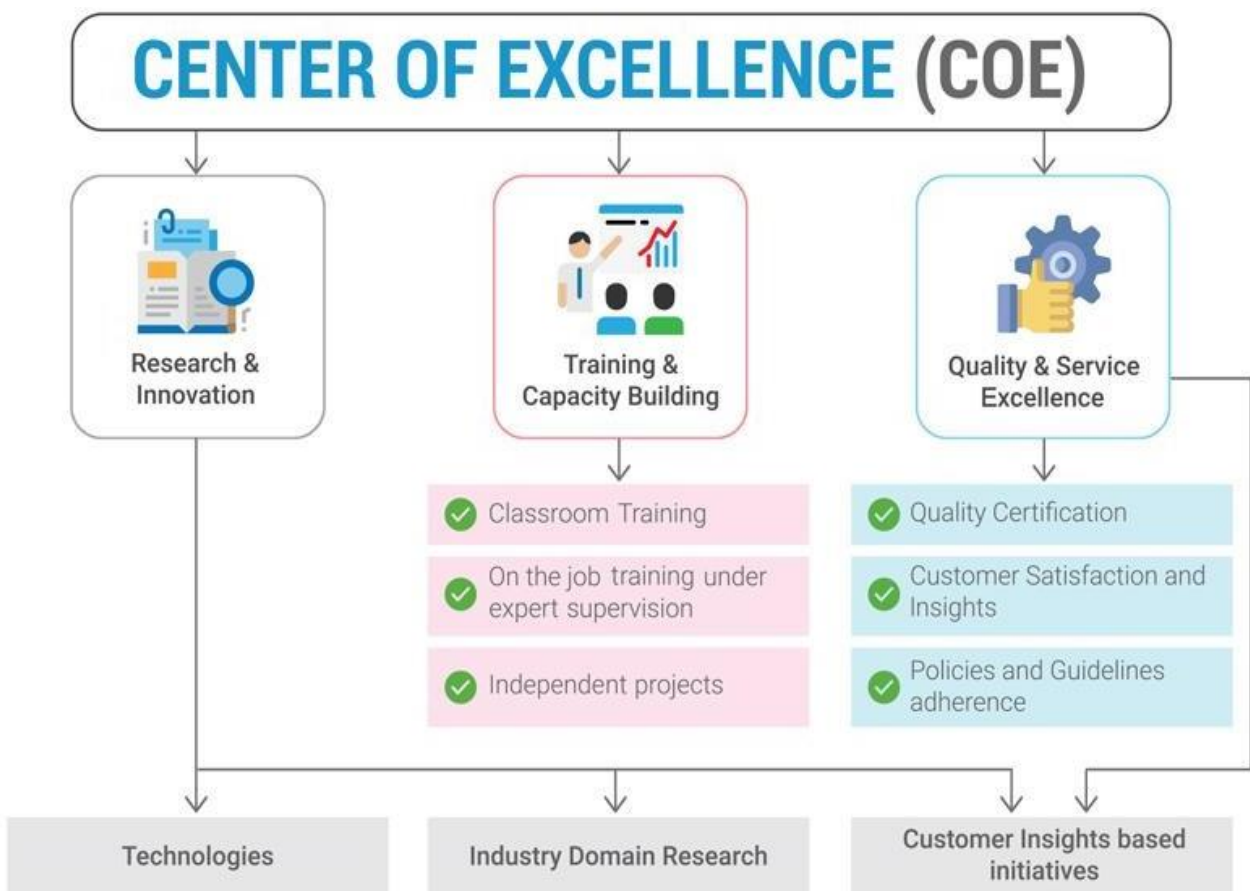 CENTER OF EXCELLENCE (COE)
Research &
Innovation
Training &
Capacity Building
Quality & Service
Excellence
Classroom Training
On the job training under
expert supervision
Independent projects
Quality Certification
Customer Satisfaction and
Insights
Policies and Guidelines
adherence
Technologies
Industry Domain Research
Customer Insights based
initiatives